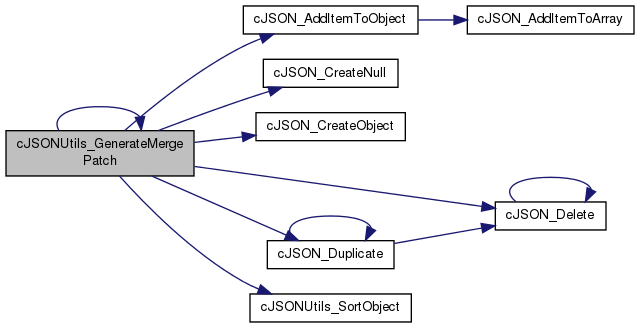 cJSON_AddItemToObject
cJSON_AddItemToArray
cJSON_CreateNull
cJSON_CreateObject
cJSONUtils_GenerateMerge
Patch
cJSON_Delete
cJSON_Duplicate
cJSONUtils_SortObject